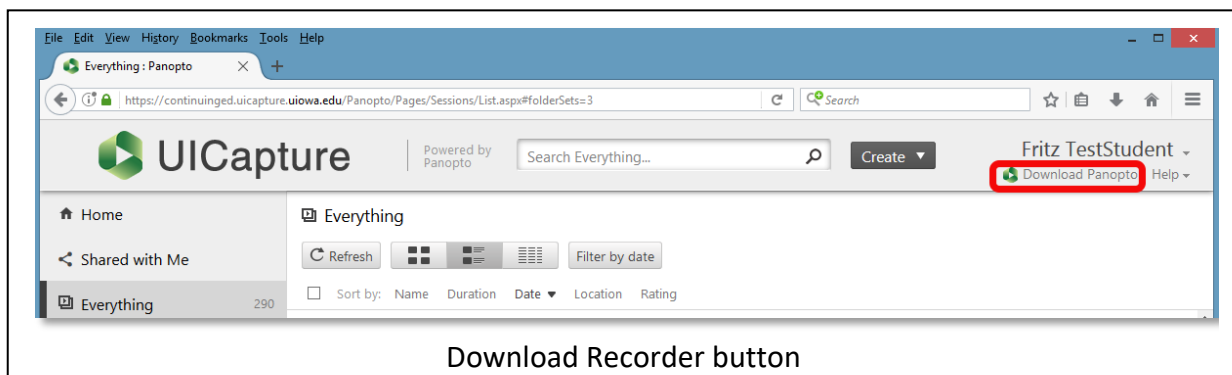 File Edit View History Bookmarks Tools Help
Everything : Panopto
https://continuinged.uicapture.uiowa.edu/Panopto/Pages/Sessions/List.aspx#folderSets=3 Search
UICapture Powered by Panopto Search Everything... Create Fritz TestStudent
Download Panopto Help
Home Everything
Shared with Me Refresh Filter by date
Everything 290 Sort by: Name Duration Date Location Rating
Download Recorder button